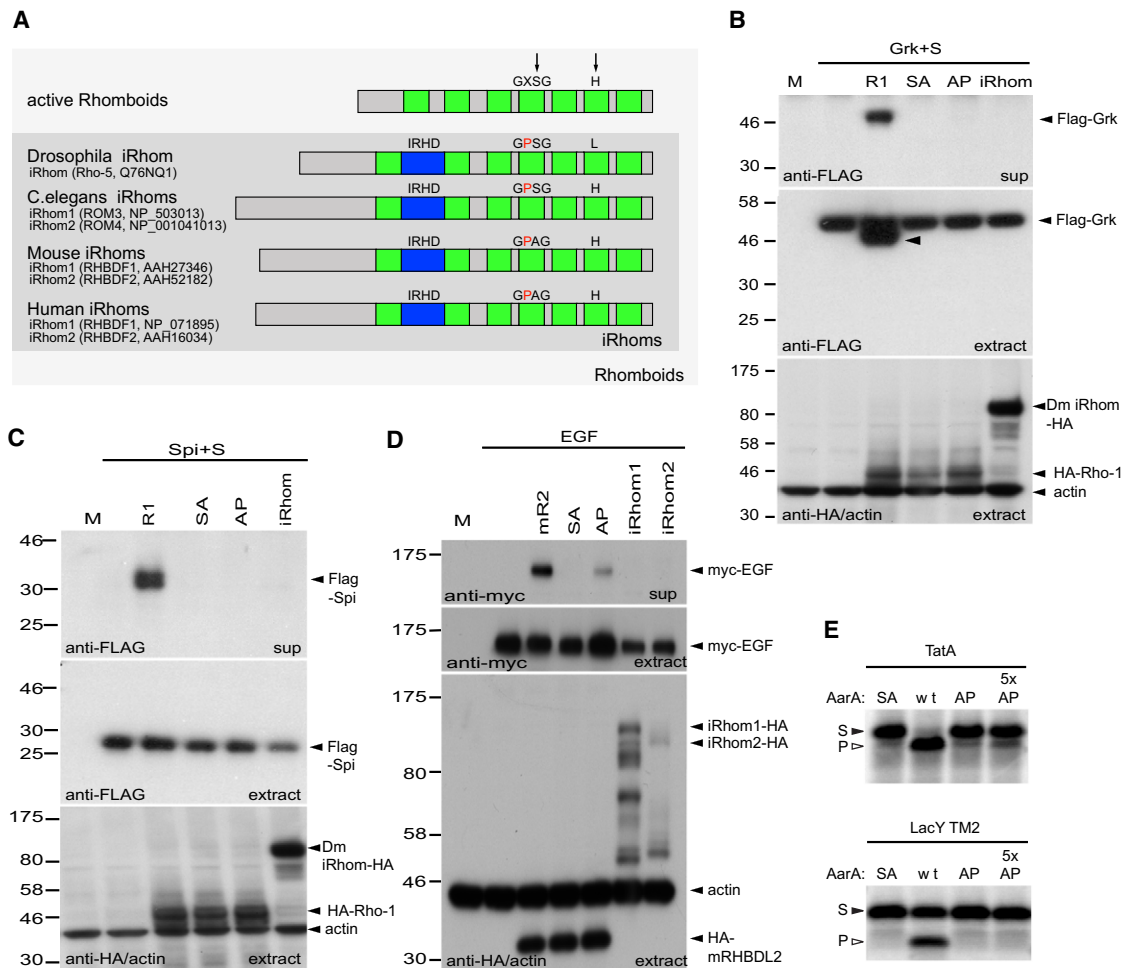 A
GXSG H
active Rhomboids
IRHD GPSG L
Drosophila iRhom
iRhom (Rho-5, Q76NQ1)
IRHD GPSG H
C.elegans iRhoms
iRhom1 (ROM3, NP_503013)
iRhom2 (ROM4, NP_001041013)
IRHD GPAG H
Mouse iRhoms
iRhom1 (RHBDF1, AAH27346)
iRhom2 (RHBDF2, AAH52182)
IRHD GPAG H
Human iRhoms
iRhom1 (RHBDF1, NP_071895)
iRhom2 (RHBDF2, AAH16034)
iRhoms
Rhomboids
B
Grk+S
M R1 SA AP iRhom
46
Flag-Grk
30
anti-FLAG sup
58
Flag-Grk
46
30
25
anti-FLAG extract
175
80
Dm iRhom
-HA
58
46
HA-Rho-1
actin
30
anti-HA/actin extract
C
Spi+S
M R1 SA AP iRhom
46
30
Flag
-Spi
25
anti-FLAG sup
46
30
25
Flag
-Spi
anti-FLAG extract
175
80
Dm
iRhom-HA
58
46
HA-Rho-1
actin
30
anti-HA/actin extract
D
EGF
M mR2 SA AP iRhom1 iRhom2
175
myc-EGF
anti-myc sup
175
myc-EGF
anti-myc extract
175
iRhom1-HA
iRhom2-HA
80
58
46
actin
HA-
mRHBDL2
30
anti-HA/actin extract
E
TatA
AarA: SA w t AP 5x
AP
S
P
LacY TM2
AarA: SA w t AP 5x
AP
S
P